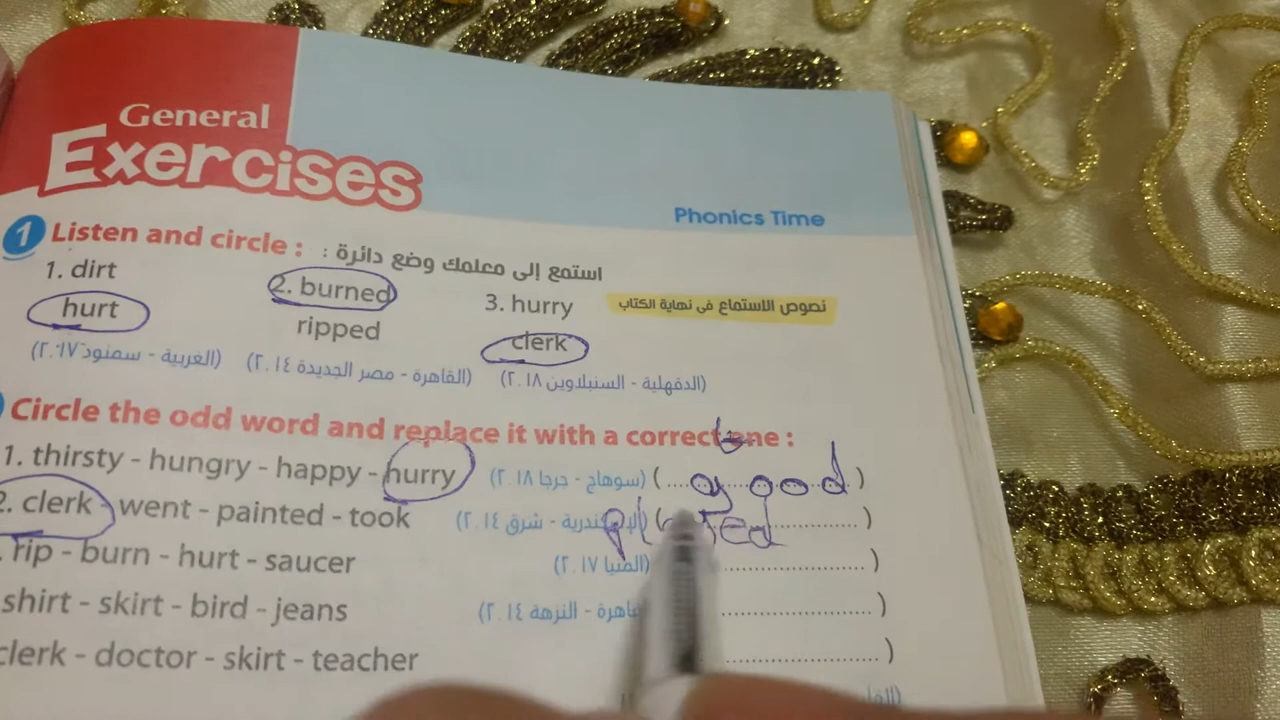 General
Exercises
Phonics Time
1 Listen and circle : استمع إلى معلمك وضع دائرة :
1. dirt
hurt
(الغربية - سمنود ٢٠١٧)
2. burned
ripped
(القاهرة - مصر الجديدة ٢٠١٤)
3. hurry
clerk
(الدقهلية - السنبلاوين ٢٠١٨)
نصوص الاستماع فى نهاية الكتاب
Circle the odd word and replace it with a correct one :
1. thirsty - hungry - happy - hurry (سوهاج - جرجا ٢٠١٨) (.... good ....)
2. clerk - went - painted - took شرق ٢٠١٤) (............)
. rip - burn - hurt - saucer (المنيا ٢٠١٧) ............)
shirt - skirt - bird - jeans النزهة ٢٠١٤) ............)
clerk - doctor - skirt - teacher ............)